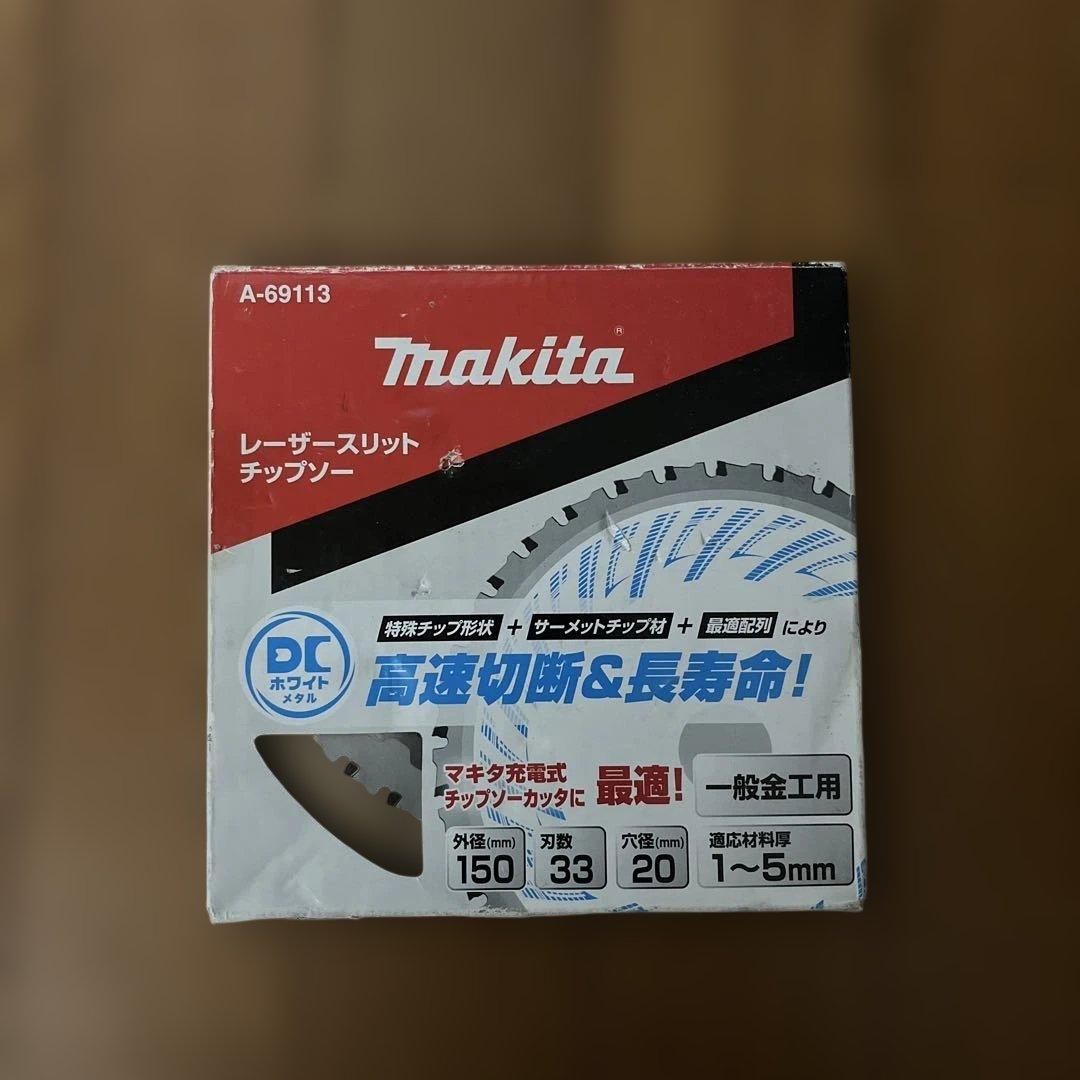 A-69113
makita®
レーザースリット
チップソー
特殊チップ形状 + サーメットチップ材 + 最適配列 により
DC
ホワイト
メタル
高速切断&長寿命!
マキタ充電式
チップソーカッタに 最適!
一般金工用
外径(mm)
150
刃数
33
穴径(mm)
20
適応材料厚
1〜5mm